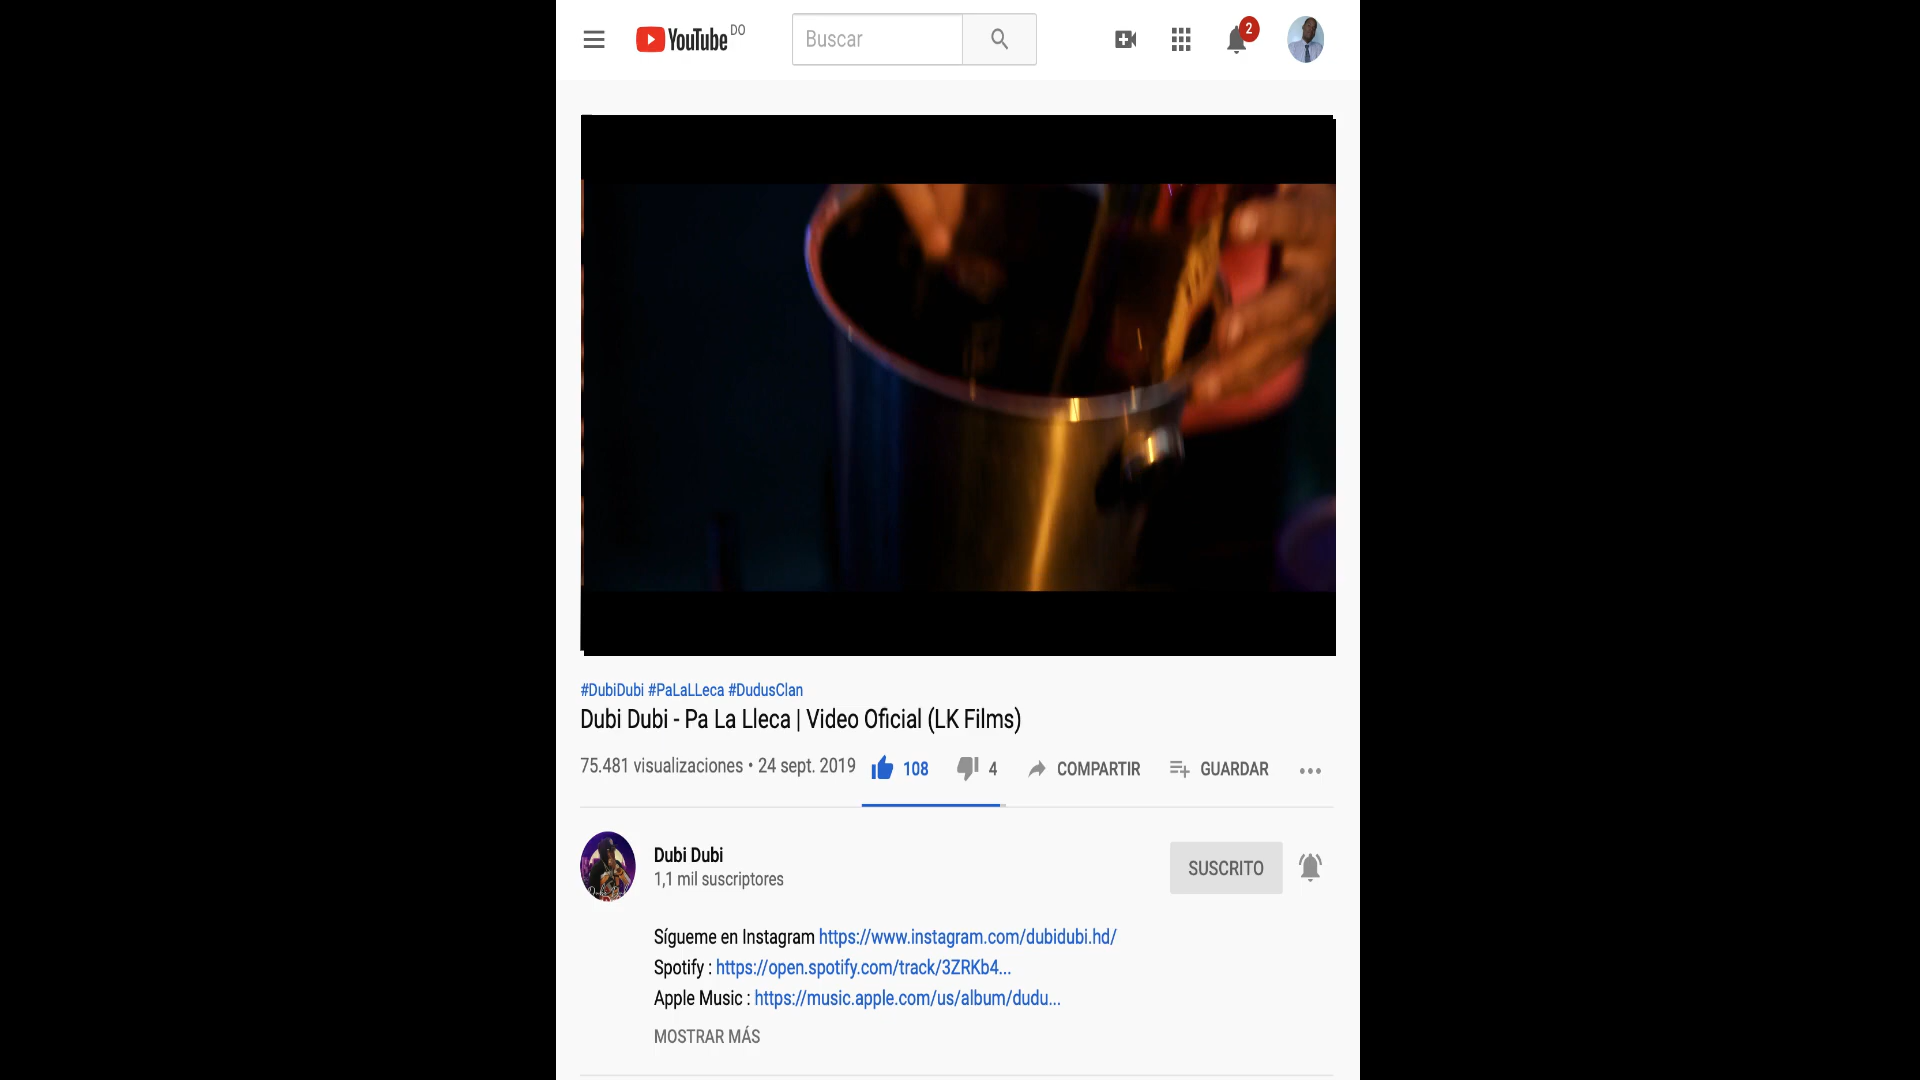 YouTube DO
Buscar
2
#DubiDubi #PaLaLLeca #DudusClan
Dubi Dubi - Pa La Lleca | Video Oficial (LK Films)
75.481 visualizaciones • 24 sept. 2019 108 4 COMPARTIR GUARDAR
Dubi Dubi
1,1 mil suscriptores
SUSCRITO
Sígueme en Instagram https://www.instagram.com/dubidubi.hd/
Spotify : https://open.spotify.com/track/3ZRKb4...
Apple Music : https://music.apple.com/us/album/dudu...
MOSTRAR MÁS